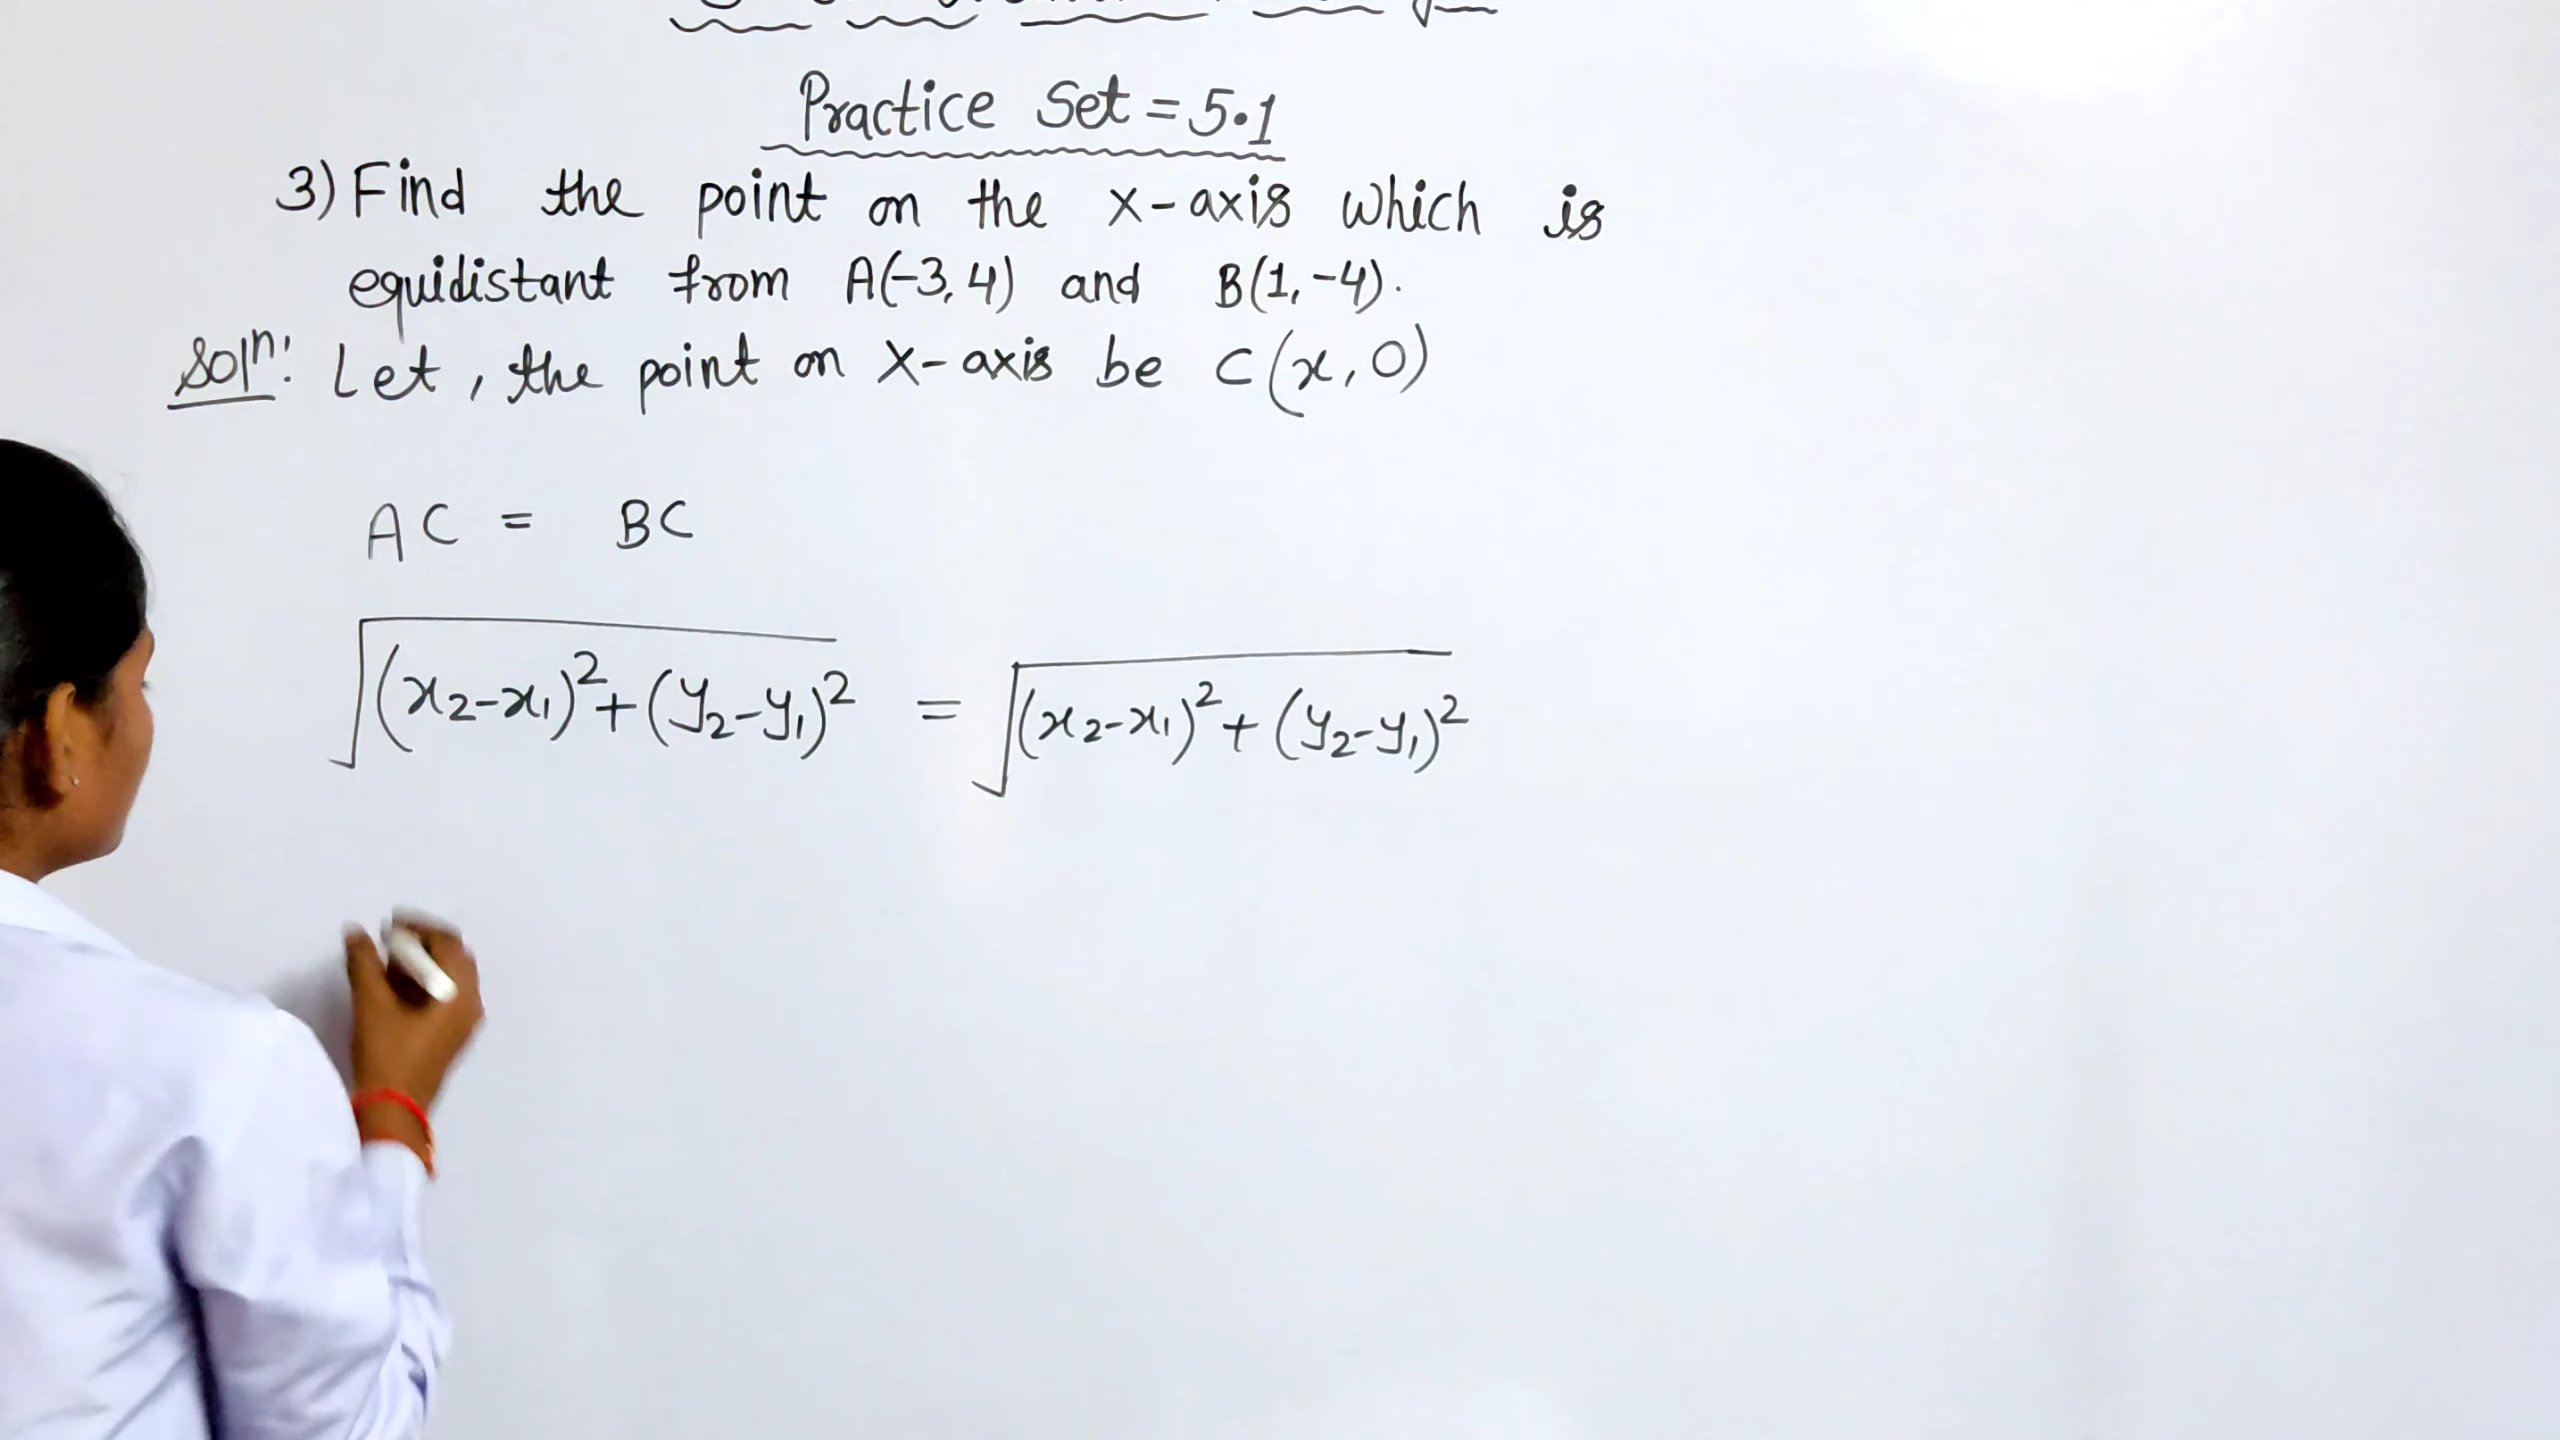 Practice Set = 5.1
3) Find the point on the x-axis which is
equidistant from A(-3, 4) and B(1, -4).
Solⁿ: Let, the point on X-axis be C(x, 0)
AC = BC
√(x₂-x₁)²+(y₂-y₁)² = √(x₂-x₁)²+(y₂-y₁)²